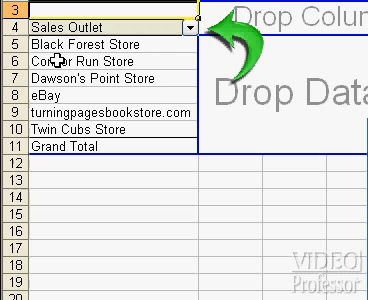 3 Drop Colum
4 Sales Outlet
5 Black Forest Store
6 Con or Run Store
7 Dawson's Point Store
8 eBay Drop Data
9 turningpagesbookstore.com
10 Twin Cubs Store
11 Grand Total
12
13
14
15
16
17
18
19
20
VIDEO
Professor